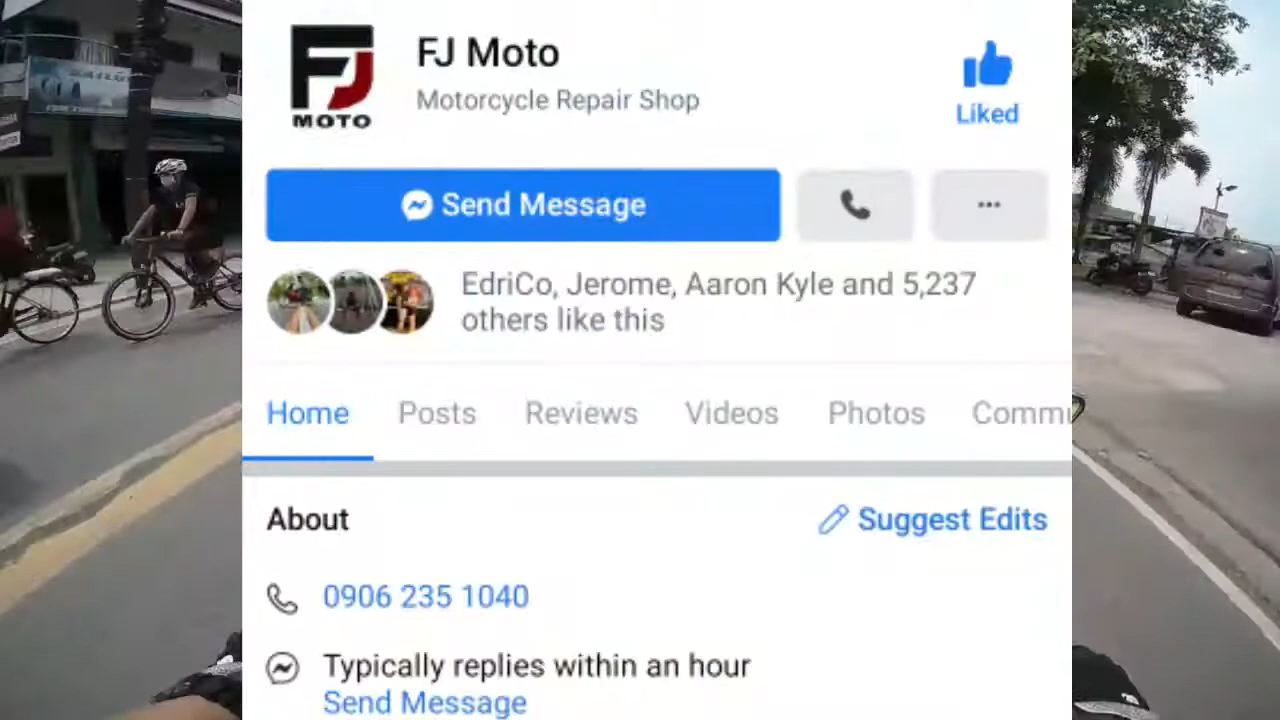 FJ
MOTO
FJ Moto
Motorcycle Repair Shop
Liked
Send Message
EdriCo, Jerome, Aaron Kyle and 5,237
others like this
Home Posts Reviews Videos Photos Commu
About
Suggest Edits
0906 235 1040
Typically replies within an hour
Send Message